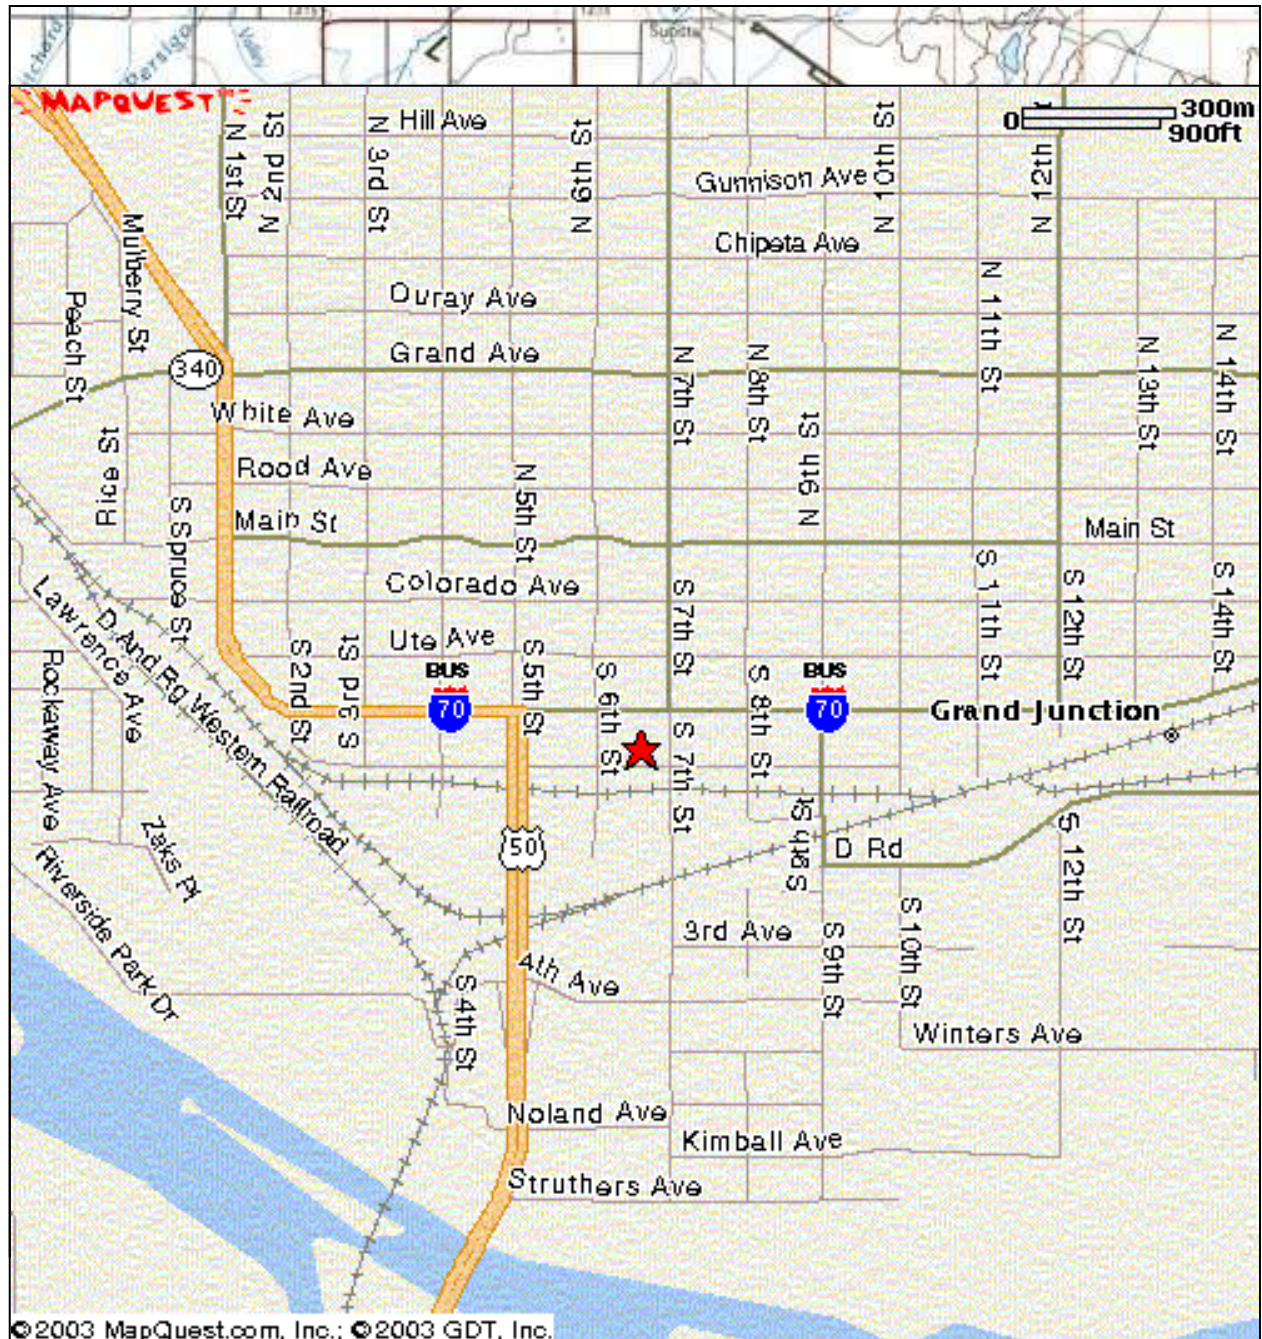 Persigo
Valley
MAPQUEST
0 300m
900ft
N 1st St
N 2nd St
N 3rd St
Hill Ave
N 6th St
Gunnison Ave
N 10th St
N 12th
Chipeta Ave
Mulberry St
Peach St
Ouray Ave
N 11th St
340
Grand Ave
N 7th St
N 8th St
N 13th St
N 14th St
White Ave
N 9th St
Rice St
Rood Ave
N 5th St
S Spruce St
Main St
Main St
Colorado Ave
S 7th St
S 11th St
S 12th St
S 14th St
Lawrence Ave
D And Rg Western Railroad
Ute Ave
Rockaway Ave
S 2nd St
S 3rd St
BUS
70
S 5th St
S 6th St
S 8th St
BUS
70
Grand Junction
S 7th St
Zaks Pl
50
S 9th St
D Rd
S 12th St
Riverside Park Dr
3rd Ave
S 9th St
S 10th St
4th Ave
S 4th St
Winters Ave
Noland Ave
Kimball Ave
Struthers Ave
©2003 MapQuest.com, Inc.; ©2003 GDT, Inc.